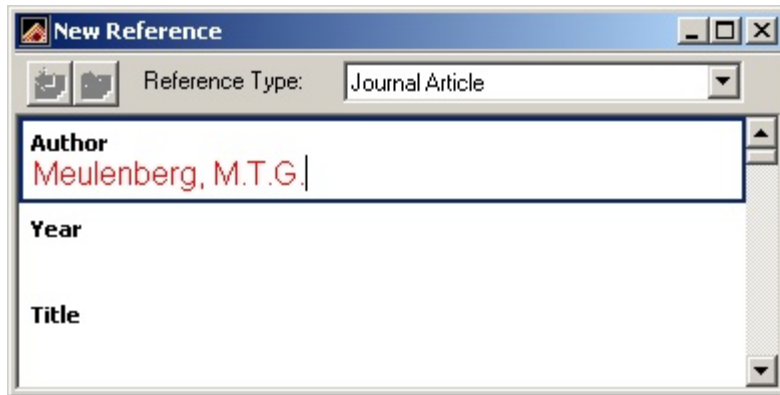 New Reference
Reference Type: Journal Article
Author
Meulenberg, M.T.G.
Year
Title